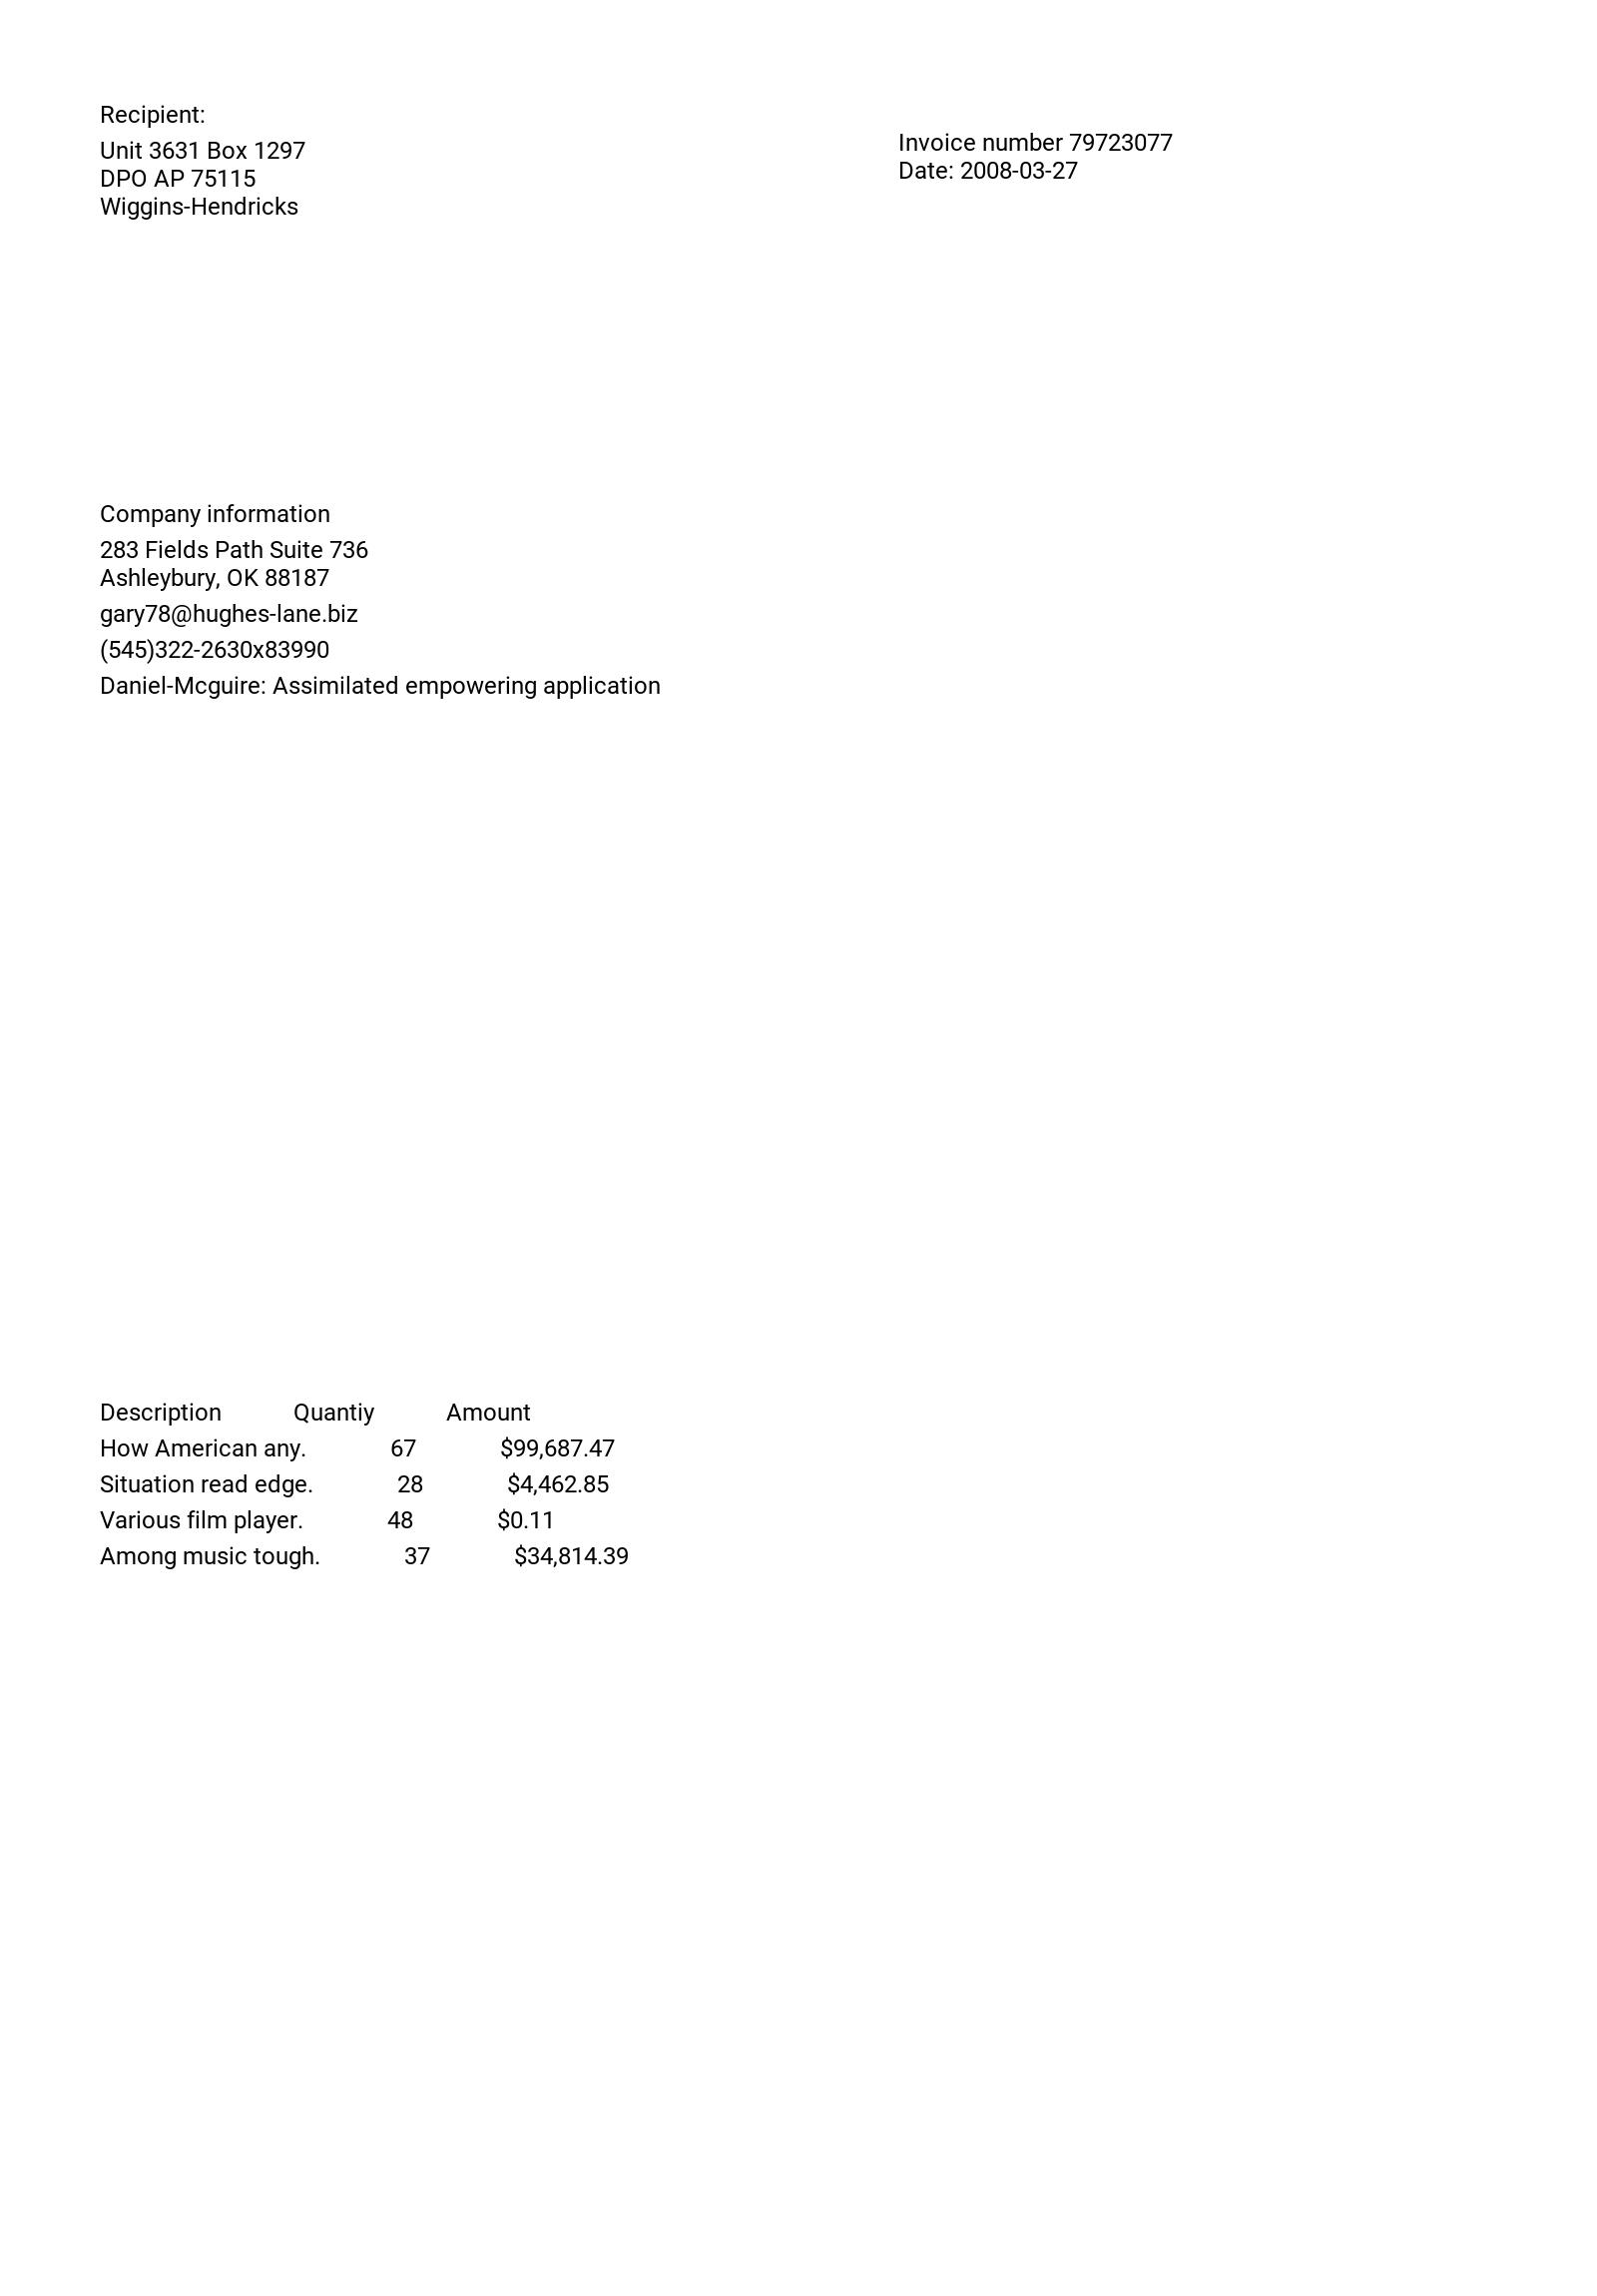 Recipient:
Unit 3631 Box 1297
DPO AP 75115
Wiggins-Hendricks
Invoice number 79723077
Date: 2008-03-27
Company information
283 Fields Path Suite 736
Ashleybury, OK 88187
gary78@hughes-lane.biz
(545)322-2630x83990
Daniel-Mcguire: Assimilated empowering application
Description Quantiy Amount
How American any. 67 $99,687.47
Situation read edge. 28 $4,462.85
Various film player. 48 $0.11
Among music tough. 37 $34,814.39